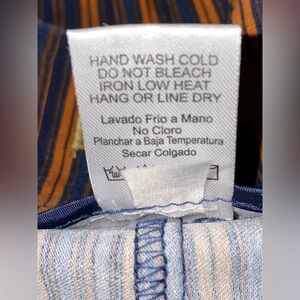 HAND WASH COLD
DO NOT BLEACH
IRON LOW HEAT
HANG OR LINE DRY
Lavado Frio a Mano
No Cloro
Planchar a Baja Temperatura
Secar Colgado